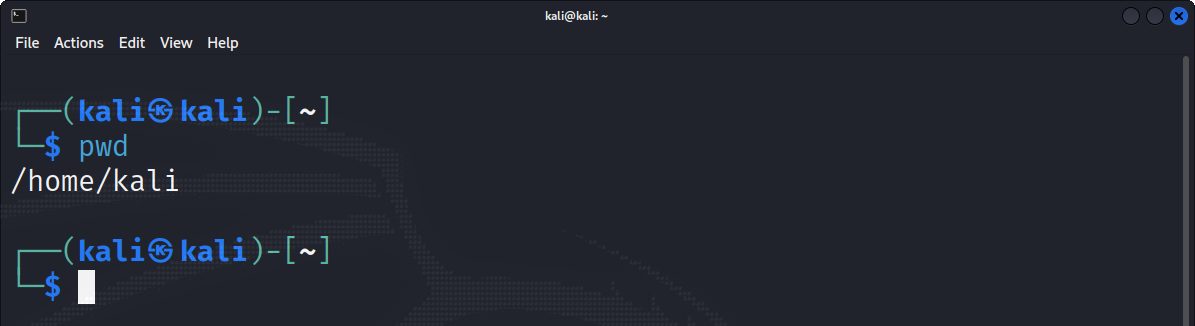 kali@kali: ~
File Actions Edit View Help
┌──(kali㉿kali)-[~]
└─$ pwd
/home/kali
┌──(kali㉿kali)-[~]
└─$